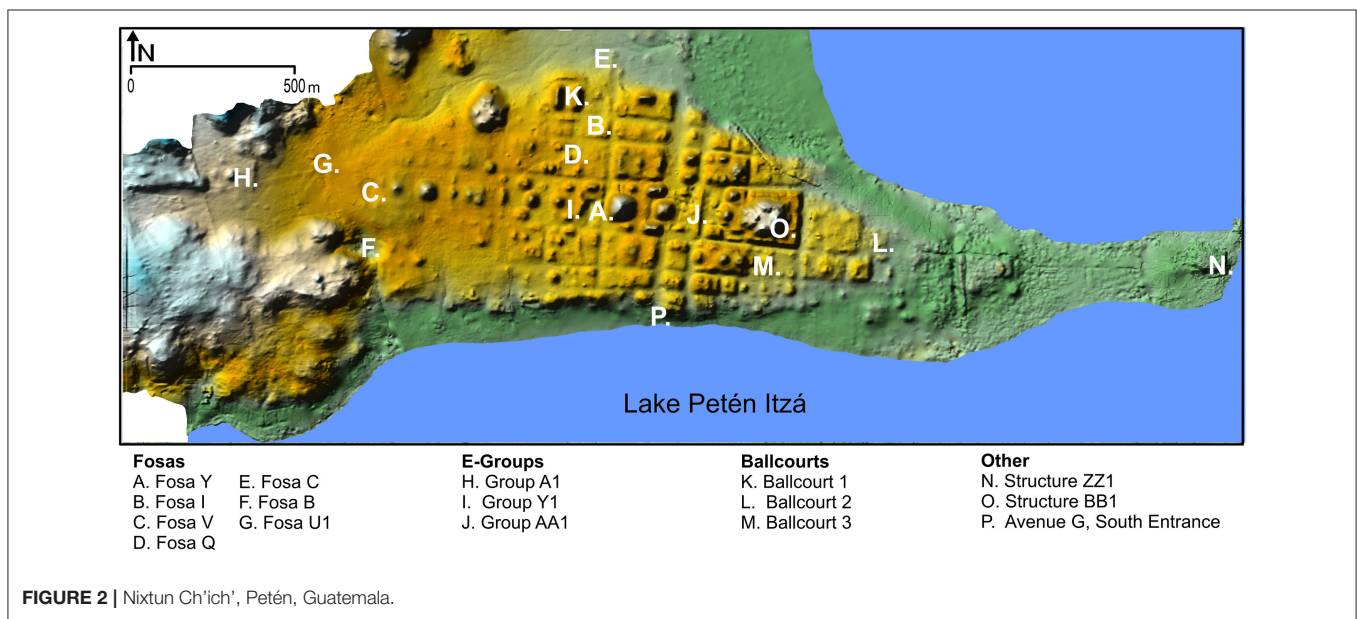 N
0 500 m
E.
K.
B.
D.
G.
H.
C.
I. A. J.
O.
F.
L.
M.
N.
P.
Lake Petén Itzá
Fosas E-Groups Ballcourts Other
A. Fosa Y E. Fosa C H. Group A1 K. Ballcourt 1 N. Structure ZZ1
B. Fosa I F. Fosa B I. Group Y1 L. Ballcourt 2 O. Structure BB1
C. Fosa V G. Fosa U1 J. Group AA1 M. Ballcourt 3 P. Avenue G, South Entrance
D. Fosa Q
FIGURE 2 | Nixtun Ch'ich', Petén, Guatemala.